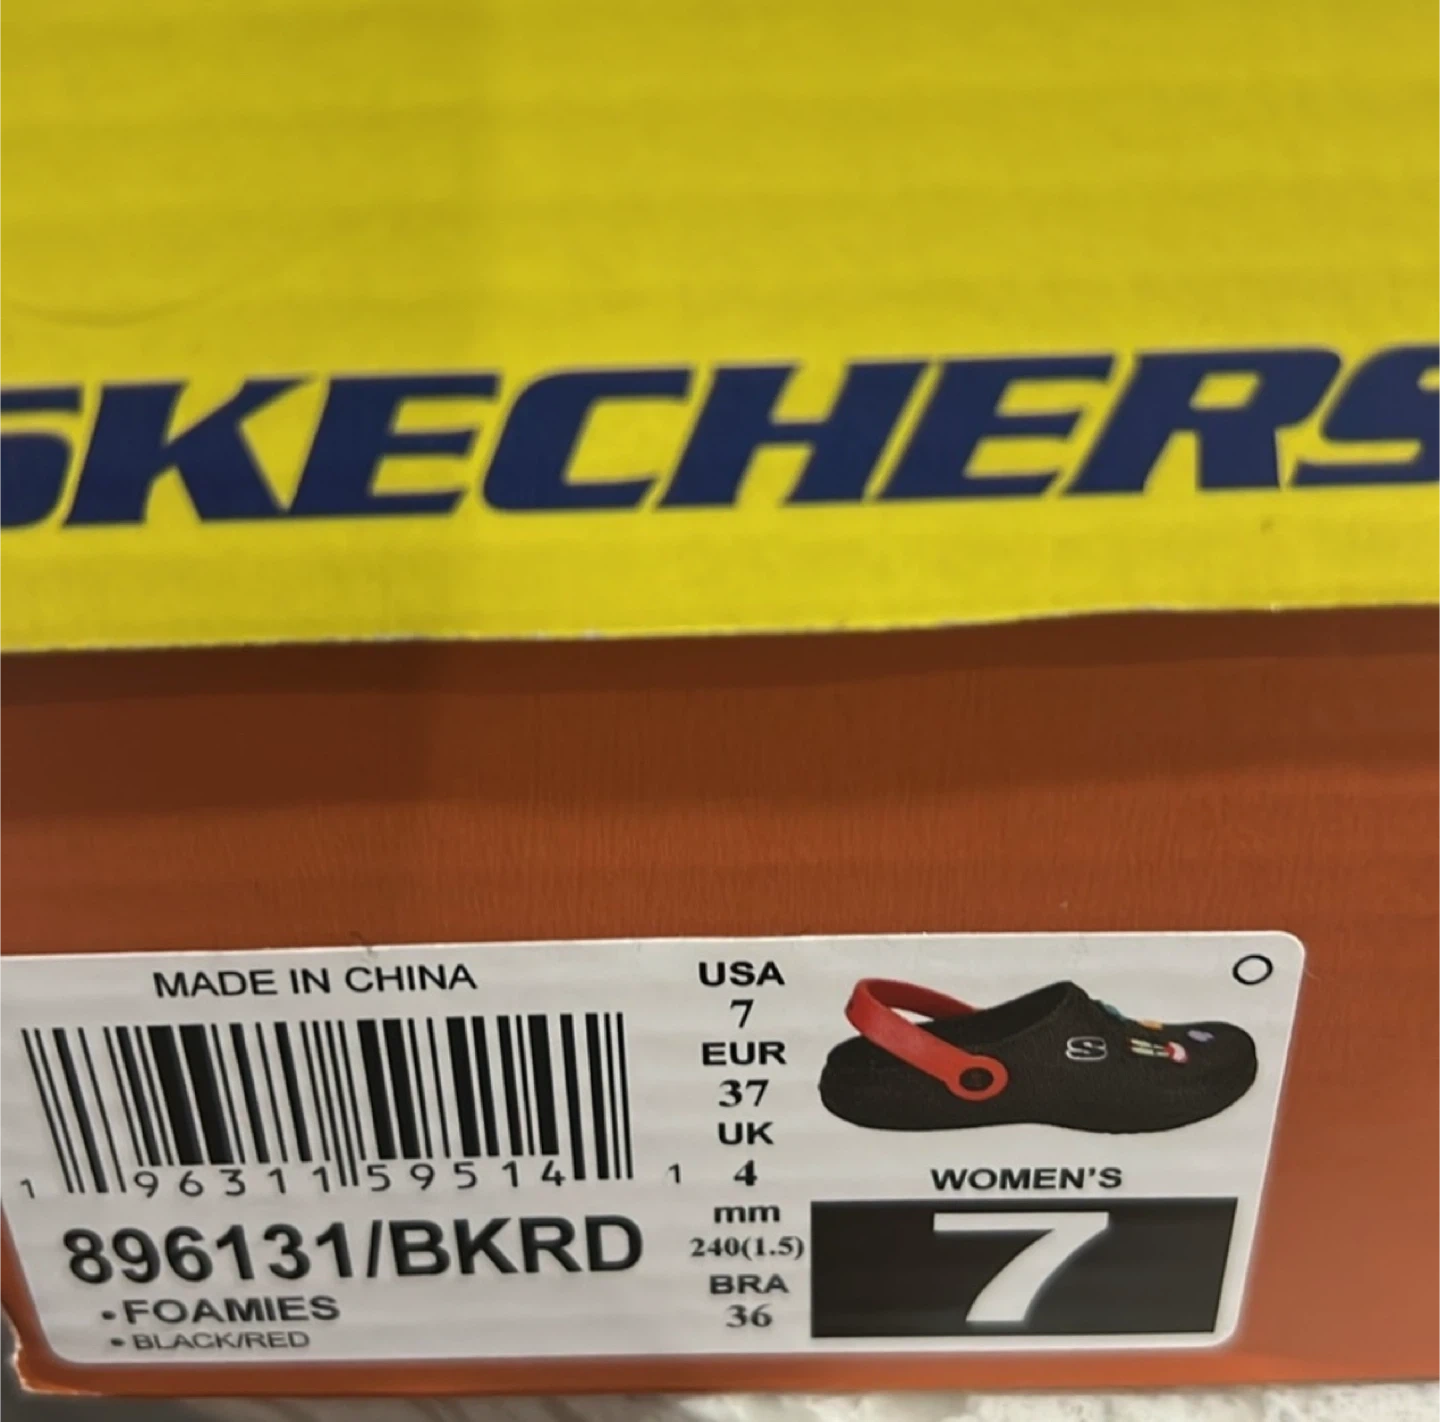 SKECHERS
MADE IN CHINA
1 96311 59514 1
896131/BKRD
•FOAMIES
•BLACK/RED
USA
7
EUR
37
UK
4
mm
240(1.5)
BRA
36
S
WOMEN'S
7